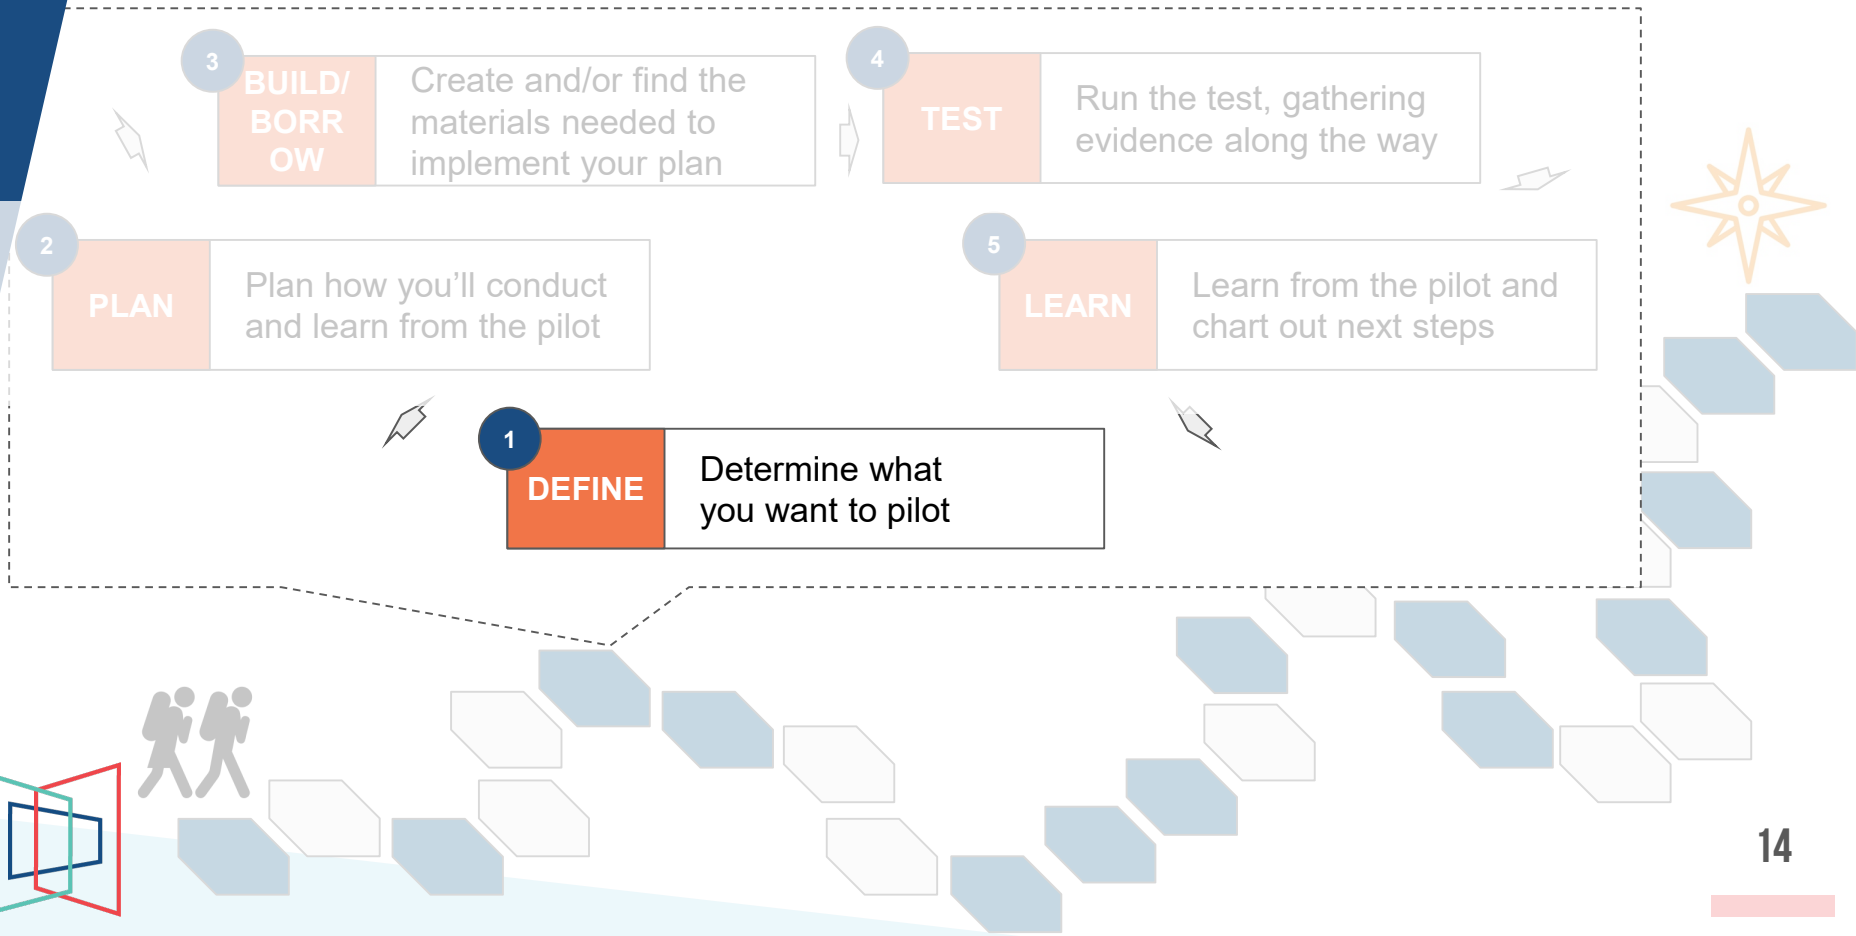 3
BUILD/
BORR
OW
Create and/or find the
materials needed to
implement your plan
4
TEST
Run the test, gathering
evidence along the way
2
PLAN
Plan how you’ll conduct
and learn from the pilot
5
LEARN
Learn from the pilot and
chart out next steps
1
DEFINE
Determine what
you want to pilot
14